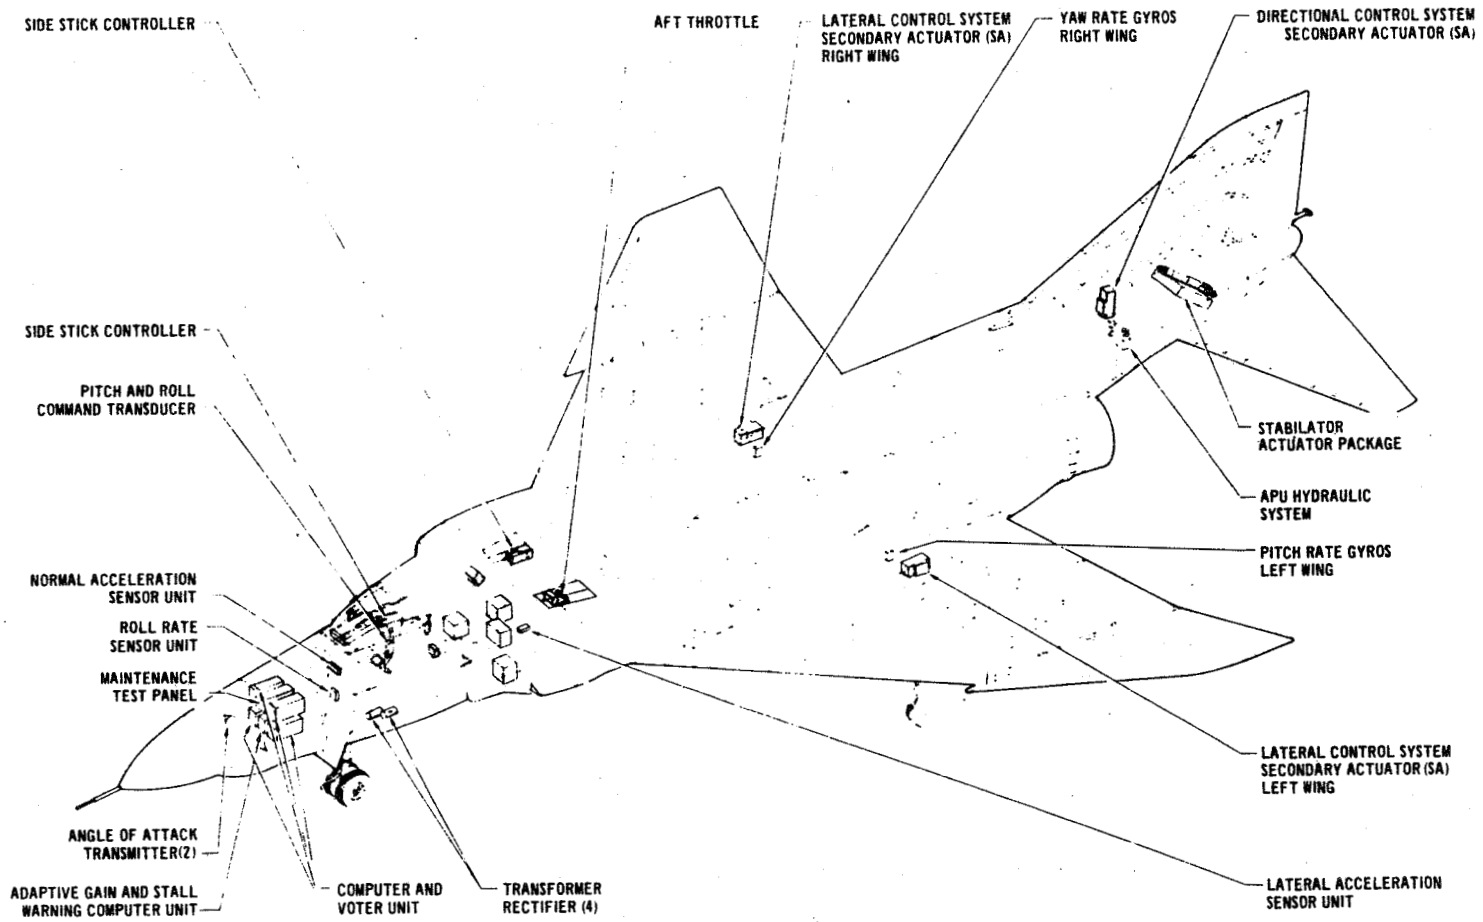 SIDE STICK CONTROLLER
AFT THROTTLE
LATERAL CONTROL SYSTEM
SECONDARY ACTUATOR (SA)
RIGHT WING
YAW RATE GYROS
RIGHT WING
DIRECTIONAL CONTROL SYSTEM
SECONDARY ACTUATOR (SA)
SIDE STICK CONTROLLER
PITCH AND ROLL
COMMAND TRANSDUCER
STABILATOR
ACTUATOR PACKAGE
APU HYDRAULIC
SYSTEM
PITCH RATE GYROS
LEFT WING
NORMAL ACCELERATION
SENSOR UNIT
ROLL RATE
SENSOR UNIT
MAINTENANCE
TEST PANEL
LATERAL CONTROL SYSTEM
SECONDARY ACTUATOR (SA)
LEFT WING
ANGLE OF ATTACK
TRANSMITTER(2)
ADAPTIVE GAIN AND STALL
WARNING COMPUTER UNIT
COMPUTER AND
VOTER UNIT
TRANSFORMER
RECTIFIER (4)
LATERAL ACCELERATION
SENSOR UNIT